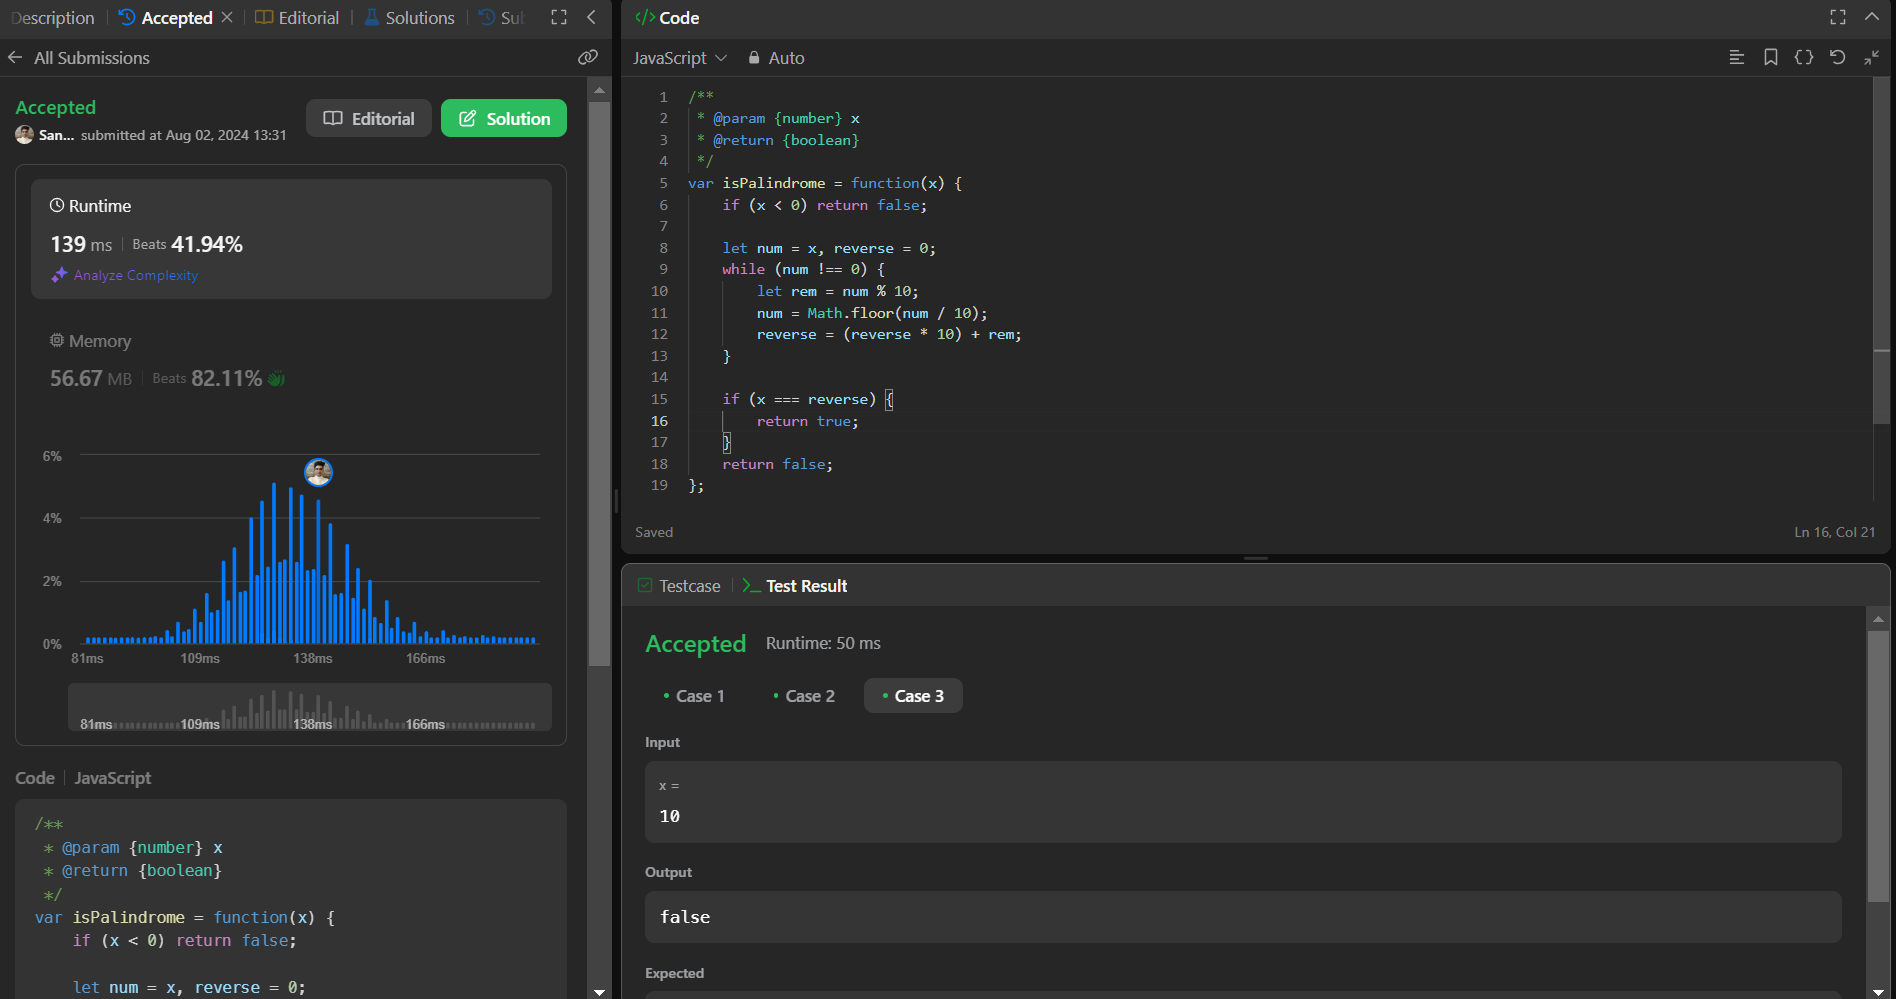 Description
Accepted
Editorial
Solutions
Sub
All Submissions
Accepted
San... submitted at Aug 02, 2024 13:31
Editorial
Solution
Runtime
139 ms | Beats 41.94%
Analyze Complexity
Memory
56.67 MB | Beats 82.11%
6%
4%
2%
0%
81ms 109ms 138ms 166ms
81ms 109ms 138ms 166ms
Code | JavaScript
/**
 * @param {number} x
 * @return {boolean}
 */
var isPalindrome = function(x) {
    if (x < 0) return false;
    let num = x, reverse = 0;
</> Code
JavaScript
Auto
1 /**
2  * @param {number} x
3  * @return {boolean}
4  */
5 var isPalindrome = function(x) {
6     if (x < 0) return false;
7
8     let num = x, reverse = 0;
9     while (num !== 0) {
10         let rem = num % 10;
11         num = Math.floor(num / 10);
12         reverse = (reverse * 10) + rem;
13     }
14
15     if (x === reverse) {
16         return true;
17     }
18     return false;
19 };
Saved
Ln 16, Col 21
Testcase
>_ Test Result
Accepted Runtime: 50 ms
• Case 1 • Case 2 • Case 3
Input
x =
10
Output
false
Expected